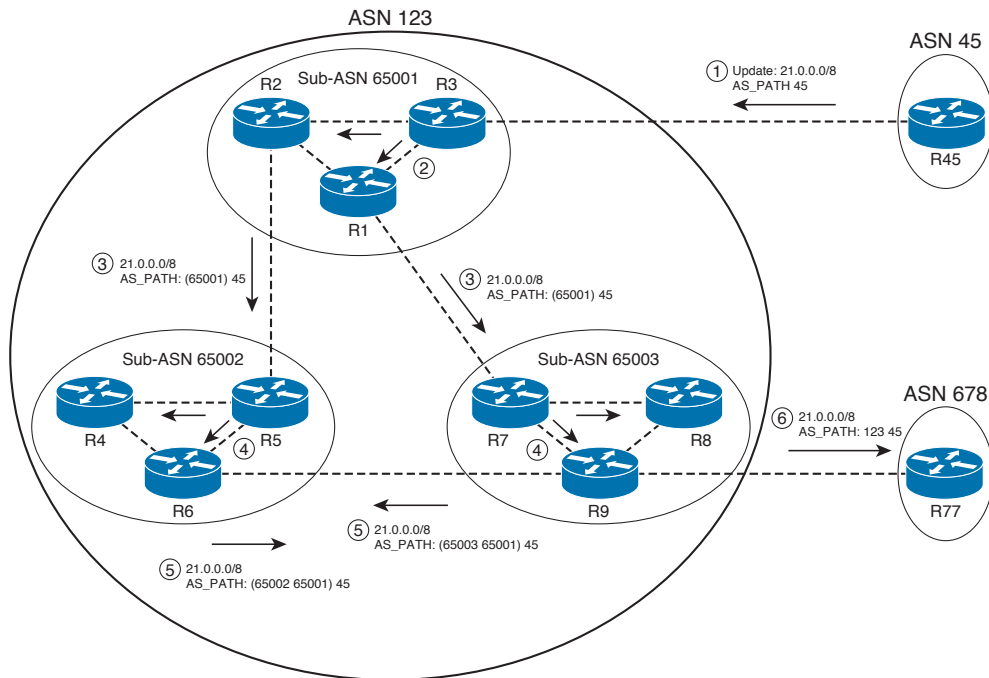 ASN 123
ASN 45
Sub-ASN 65001
R2
R3
① Update: 21.0.0.0/8
AS_PATH 45
②
R1
R45
③ 21.0.0.0/8
AS_PATH: (65001) 45
③ 21.0.0.0/8
AS_PATH: (65001) 45
Sub-ASN 65002
Sub-ASN 65003
ASN 678
R4
R5
④
R6
R7
④
R8
R9
⑥ 21.0.0.0/8
AS_PATH: 123 45
R77
⑤ 21.0.0.0/8
AS_PATH: (65003 65001) 45
⑤ 21.0.0.0/8
AS_PATH: (65002 65001) 45